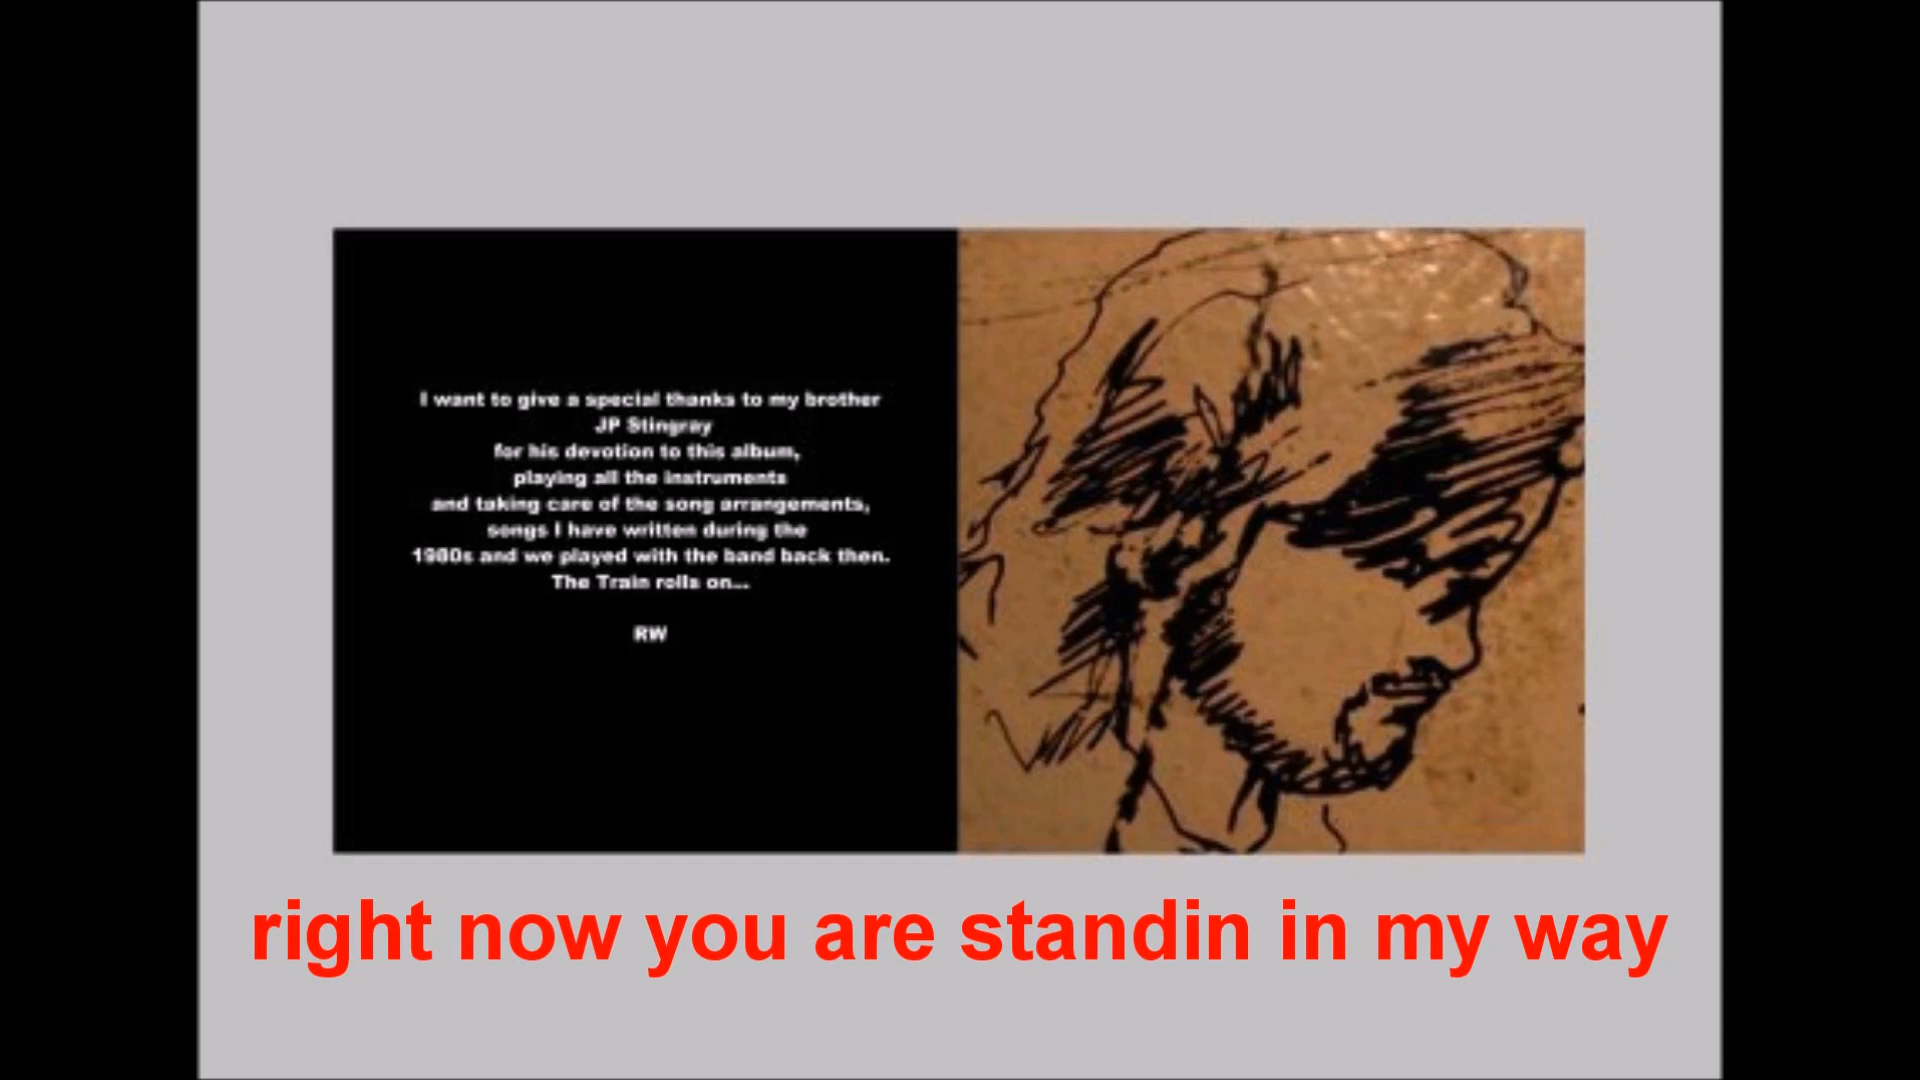 I want to give a special thanks to my brother
JP Stingray
for his devotion to this album,
playing all the instruments
and taking care of the song arrangements,
songs I have written during the
1980s and we played with the band back then.
The Train rolls on...
RW
right now you are standin in my way